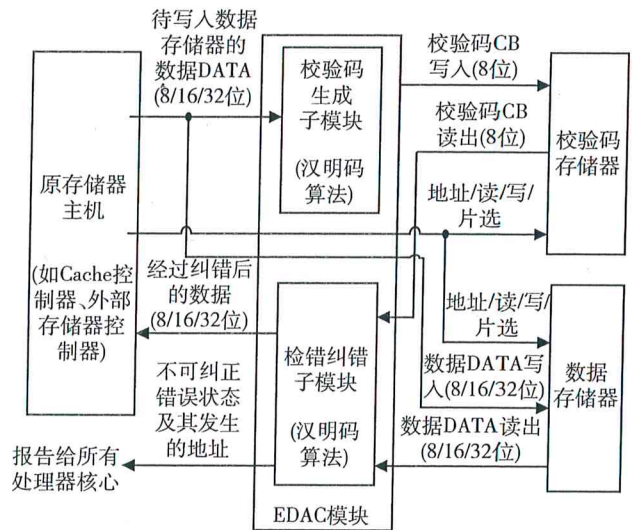 待写入数据
存储器的
数据DATA
(8/16/32位)
校验码
生成
子模块
(汉明码
算法)
校验码CB
写入(8位)
校验码CB
读出(8位)
校验码
存储器
原存储器
主机
(如Cache控
制器、外部
存储器控
制器)
地址/读/写/
片选
经过纠错后
的数据
(8/16/32位)
地址/读/写/
片选
检错纠错
子模块
(汉明码
算法)
数据DATA写
入(8/16/32位)
数据
存储器
不可纠正
错误状态
及其发生
的地址
数据DATA读出
(8/16/32位)
报告给所有
处理器核心
EDAC模块